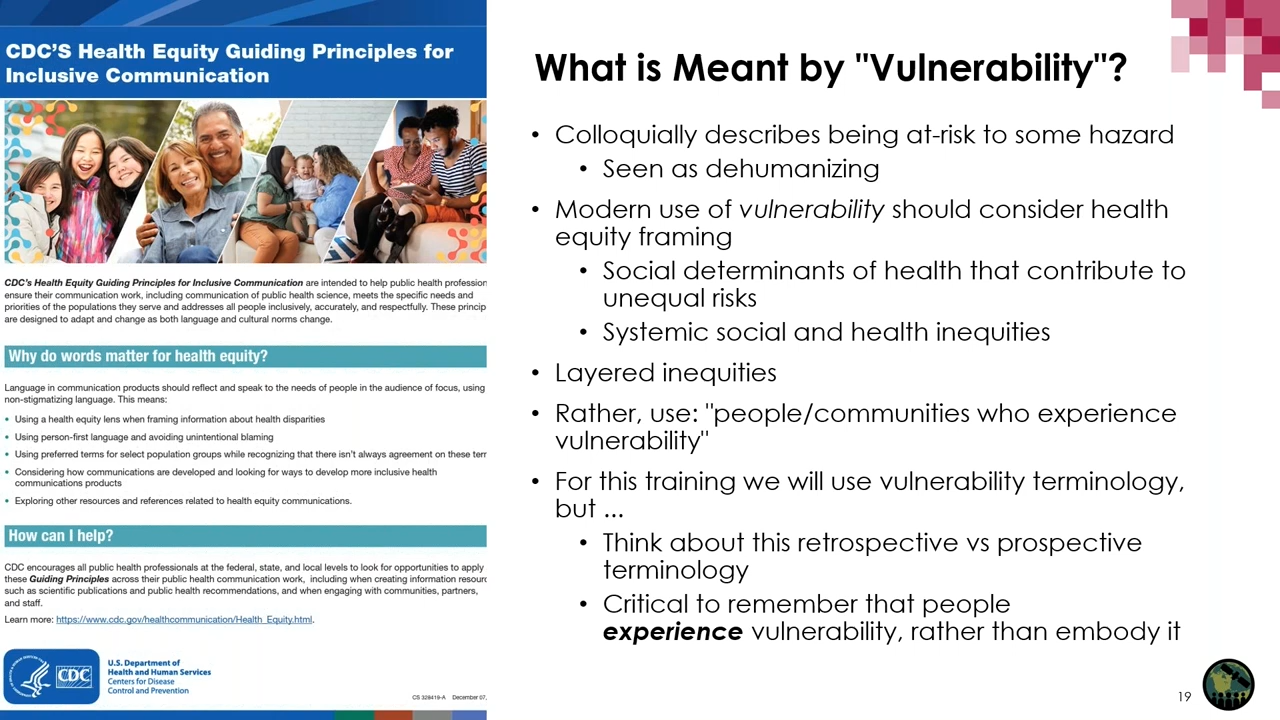 CDC'S Health Equity Guiding Principles for
Inclusive Communication
CDC's Health Equity Guiding Principles for Inclusive Communication are intended to help public health
ensure their communication work, including communication of public health science, meets the specific needs and
priorities of the populations they serve and addresses all people inclusively, accurately, and respectfully. These
are designed to adapt and change as both language and cultural norms change.
Why do words matter for health equity?
Language in communication products should reflect and speak to the needs of people in the audience of focus, using
non-stigmatizing language. This means:
• Using a health equity lens when framing information about health disparities
• Using person-first language and avoiding unintentional blaming
• Using preferred terms for select population groups while recognizing that there isn't always agreement on these
• Considering how communications are developed and looking for ways to develop more inclusive health
communications products
• Exploring other resources and references related to health equity communications.
How can I help?
CDC encourages all public health professionals at the federal, state, and local levels to look for opportunities to apply
these Guiding Principles across their public health communication work, including when creating information
such as scientific publications and public health recommendations, and when engaging with communities, partners,
and staff.
Learn more: https://www.cdc.gov/healthcommunication/Health_Equity.html.
CDC
U.S. Department of
Health and Human Services
Centers for Disease
Control and Prevention
CS 329419-A December 07,
What is Meant by "Vulnerability"?
• Colloquially describes being at-risk to some hazard
• Seen as dehumanizing
• Modern use of vulnerability should consider health
equity framing
• Social determinants of health that contribute to
unequal risks
• Systemic social and health inequities
• Layered inequities
• Rather, use: "people/communities who experience
vulnerability"
• For this training we will use vulnerability terminology,
but ...
• Think about this retrospective vs prospective
terminology
• Critical to remember that people
experience vulnerability, rather than embody it
19